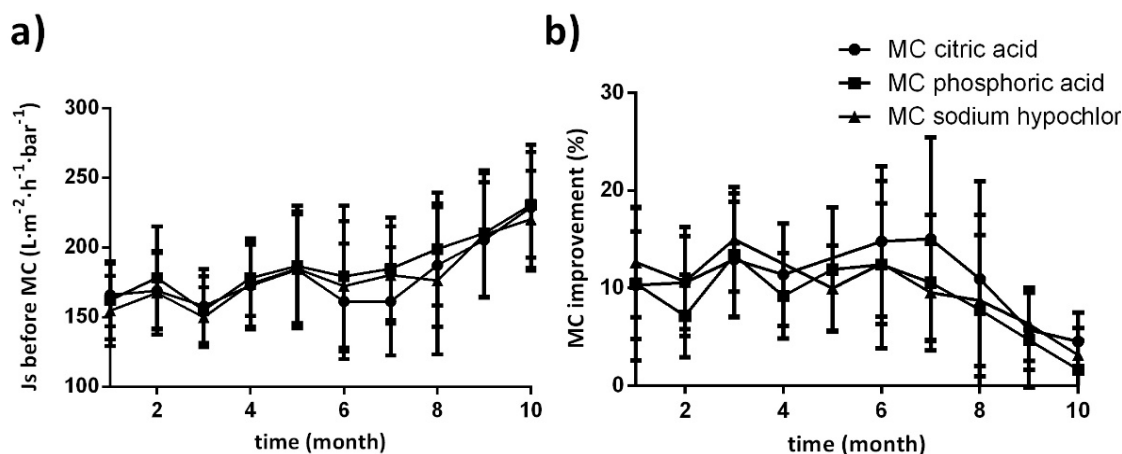 a)
Js before MC (L·m⁻²·h⁻¹·bar⁻¹)
300
250
200
150
100
2
4
6
8
10
time (month)
b)
MC citric acid
MC phosphoric acid
MC sodium hypochlor
MC improvement (%)
30
20
10
0
2
4
6
8
10
time (month)